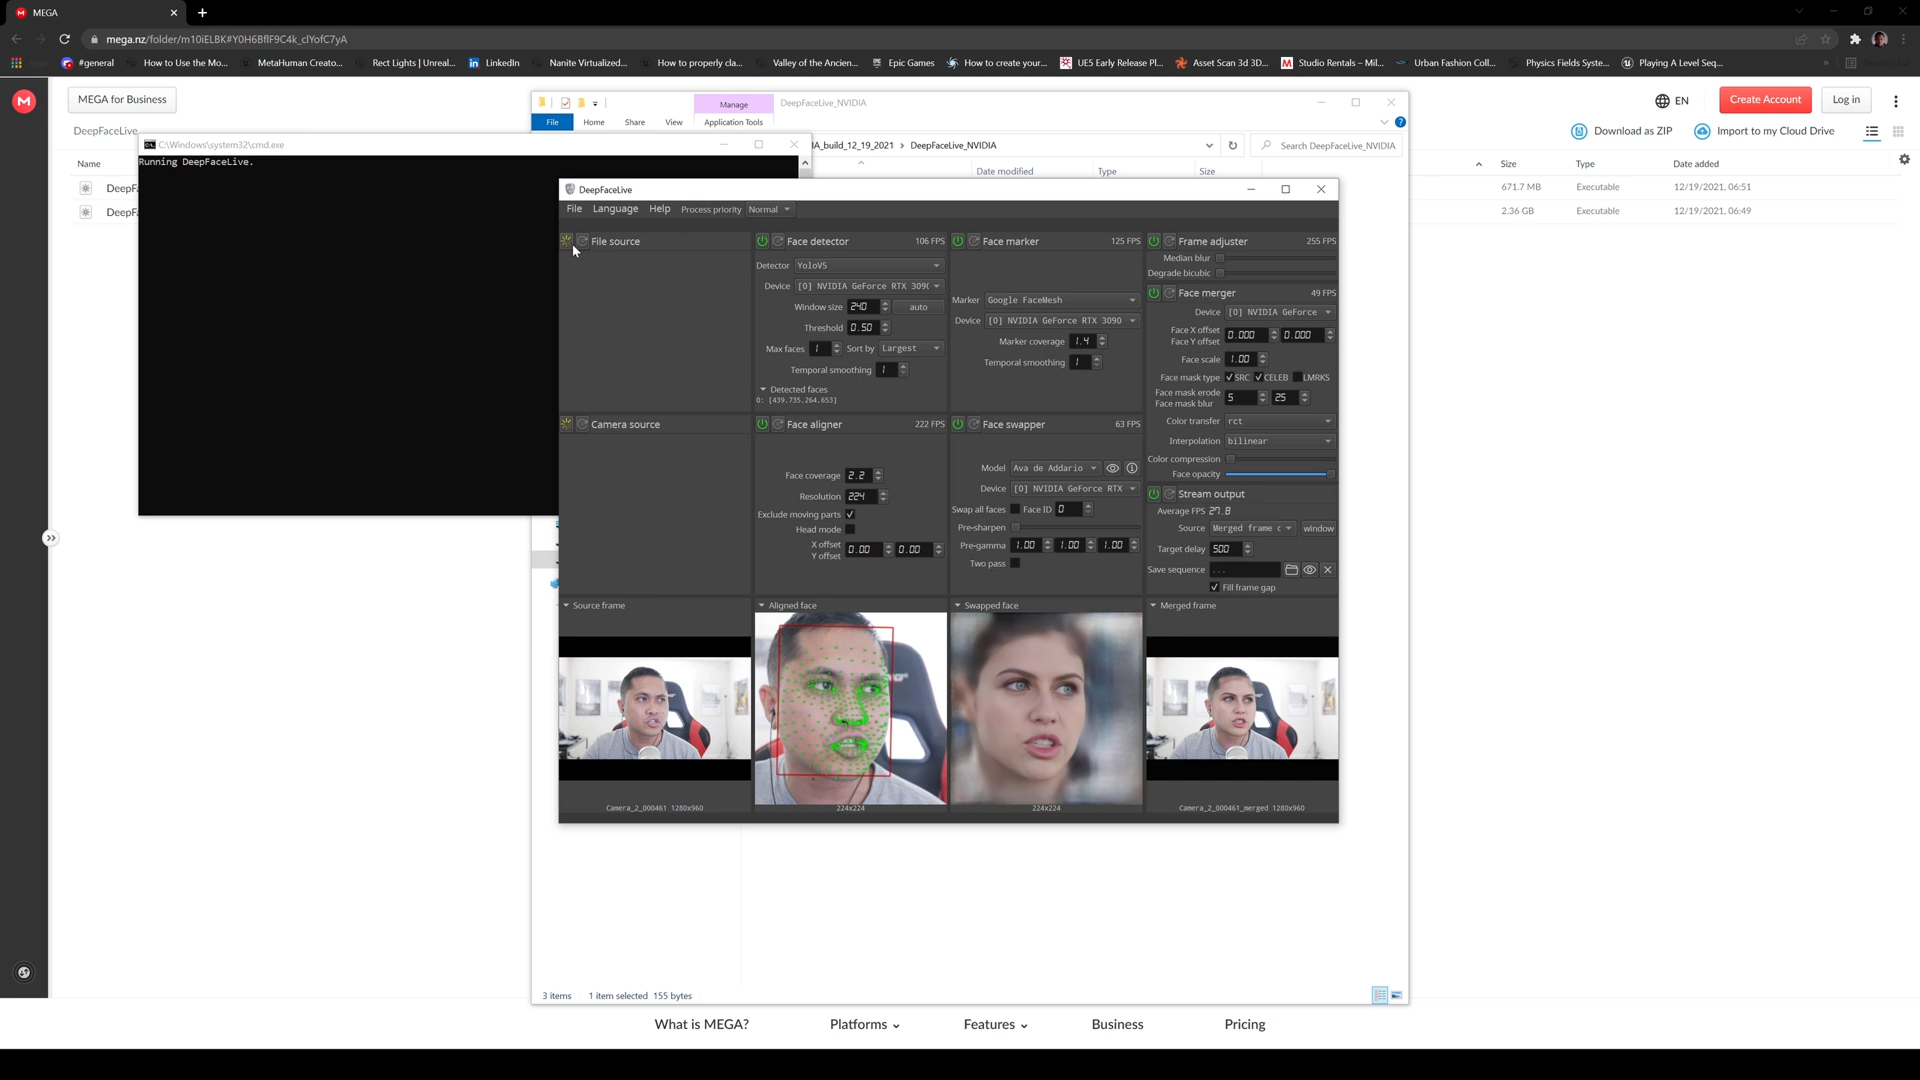 MEGA
mega.nz/folder/m10iELBK#Y0H6BflF9C4k_clYofC7yA
#general
How to Use the Mo...
MetaHuman Creato...
Rect Lights | Unreal...
LinkedIn
Nanite Virtualized...
How to properly cla...
Valley of the Ancien...
Epic Games
How to create your...
UE5 Early Release Pl...
Asset Scan 3d 3D...
Studio Rentals – Mil...
Urban Fashion Coll...
Physics Fields Syste...
Playing A Level Seq...
MEGA for Business
EN
Create Account
Log in
DeepFaceLive
Download as ZIP
Import to my Cloud Drive
Name
Size
Type
Date added
DeepFa
671.7 MB
Executable
12/19/2021, 06:51
DeepFa
2.36 GB
Executable
12/19/2021, 06:49
Manage
DeepFaceLive_NVIDIA
File
Home
Share
View
Application Tools
IA_build_12_19_2021 > DeepFaceLive_NVIDIA
Search DeepFaceLive_NVIDIA
Date modified
Type
Size
C:\Windows\system32\cmd.exe
Running DeepFaceLive.
DeepFaceLive
File
Language
Help
Process priority
Normal
File source
Face detector
106 FPS
Detector
YoloV5
Device
[0] NVIDIA GeForce RTX 309(
Window size
240
auto
Threshold
0.50
Max faces
1
Sort by
Largest
Temporal smoothing
1
Detected faces
0: [439,735,264,653]
Face marker
125 FPS
Marker
Google FaceMesh
Device
[0] NVIDIA GeForce RTX 3090
Marker coverage
1.4
Temporal smoothing
1
Frame adjuster
255 FPS
Median blur
Degrade bicubic
Face merger
49 FPS
Device
[0] NVIDIA GeForce
Face X offset
Face Y offset
0.000
0.000
Face scale
1.00
Face mask type
SRC
CELEB
LMRKS
Face mask erode
Face mask blur
5
25
Color transfer
rct
Interpolation
bilinear
Color compression
Face opacity
Camera source
Face aligner
222 FPS
Face coverage
2.2
Resolution
224
Exclude moving parts
Head mode
X offset
Y offset
0.00
0.00
Face swapper
63 FPS
Model
Ava de Addario
Device
[0] NVIDIA GeForce RTX
Swap all faces
Face ID
0
Pre-sharpen
Pre-gamma
1.00
1.00
1.00
Two pass
Stream output
Average FPS 27.8
Source
Merged frame c
window
Target delay
500
Save sequence
...
Fill frame gap
Source frame
Aligned face
Swapped face
Merged frame
Camera_2_000461 1280x960
224x224
224x224
Camera_2_000461_merged 1280x960
3 items
1 item selected
155 bytes
What is MEGA?
Platforms
Features
Business
Pricing